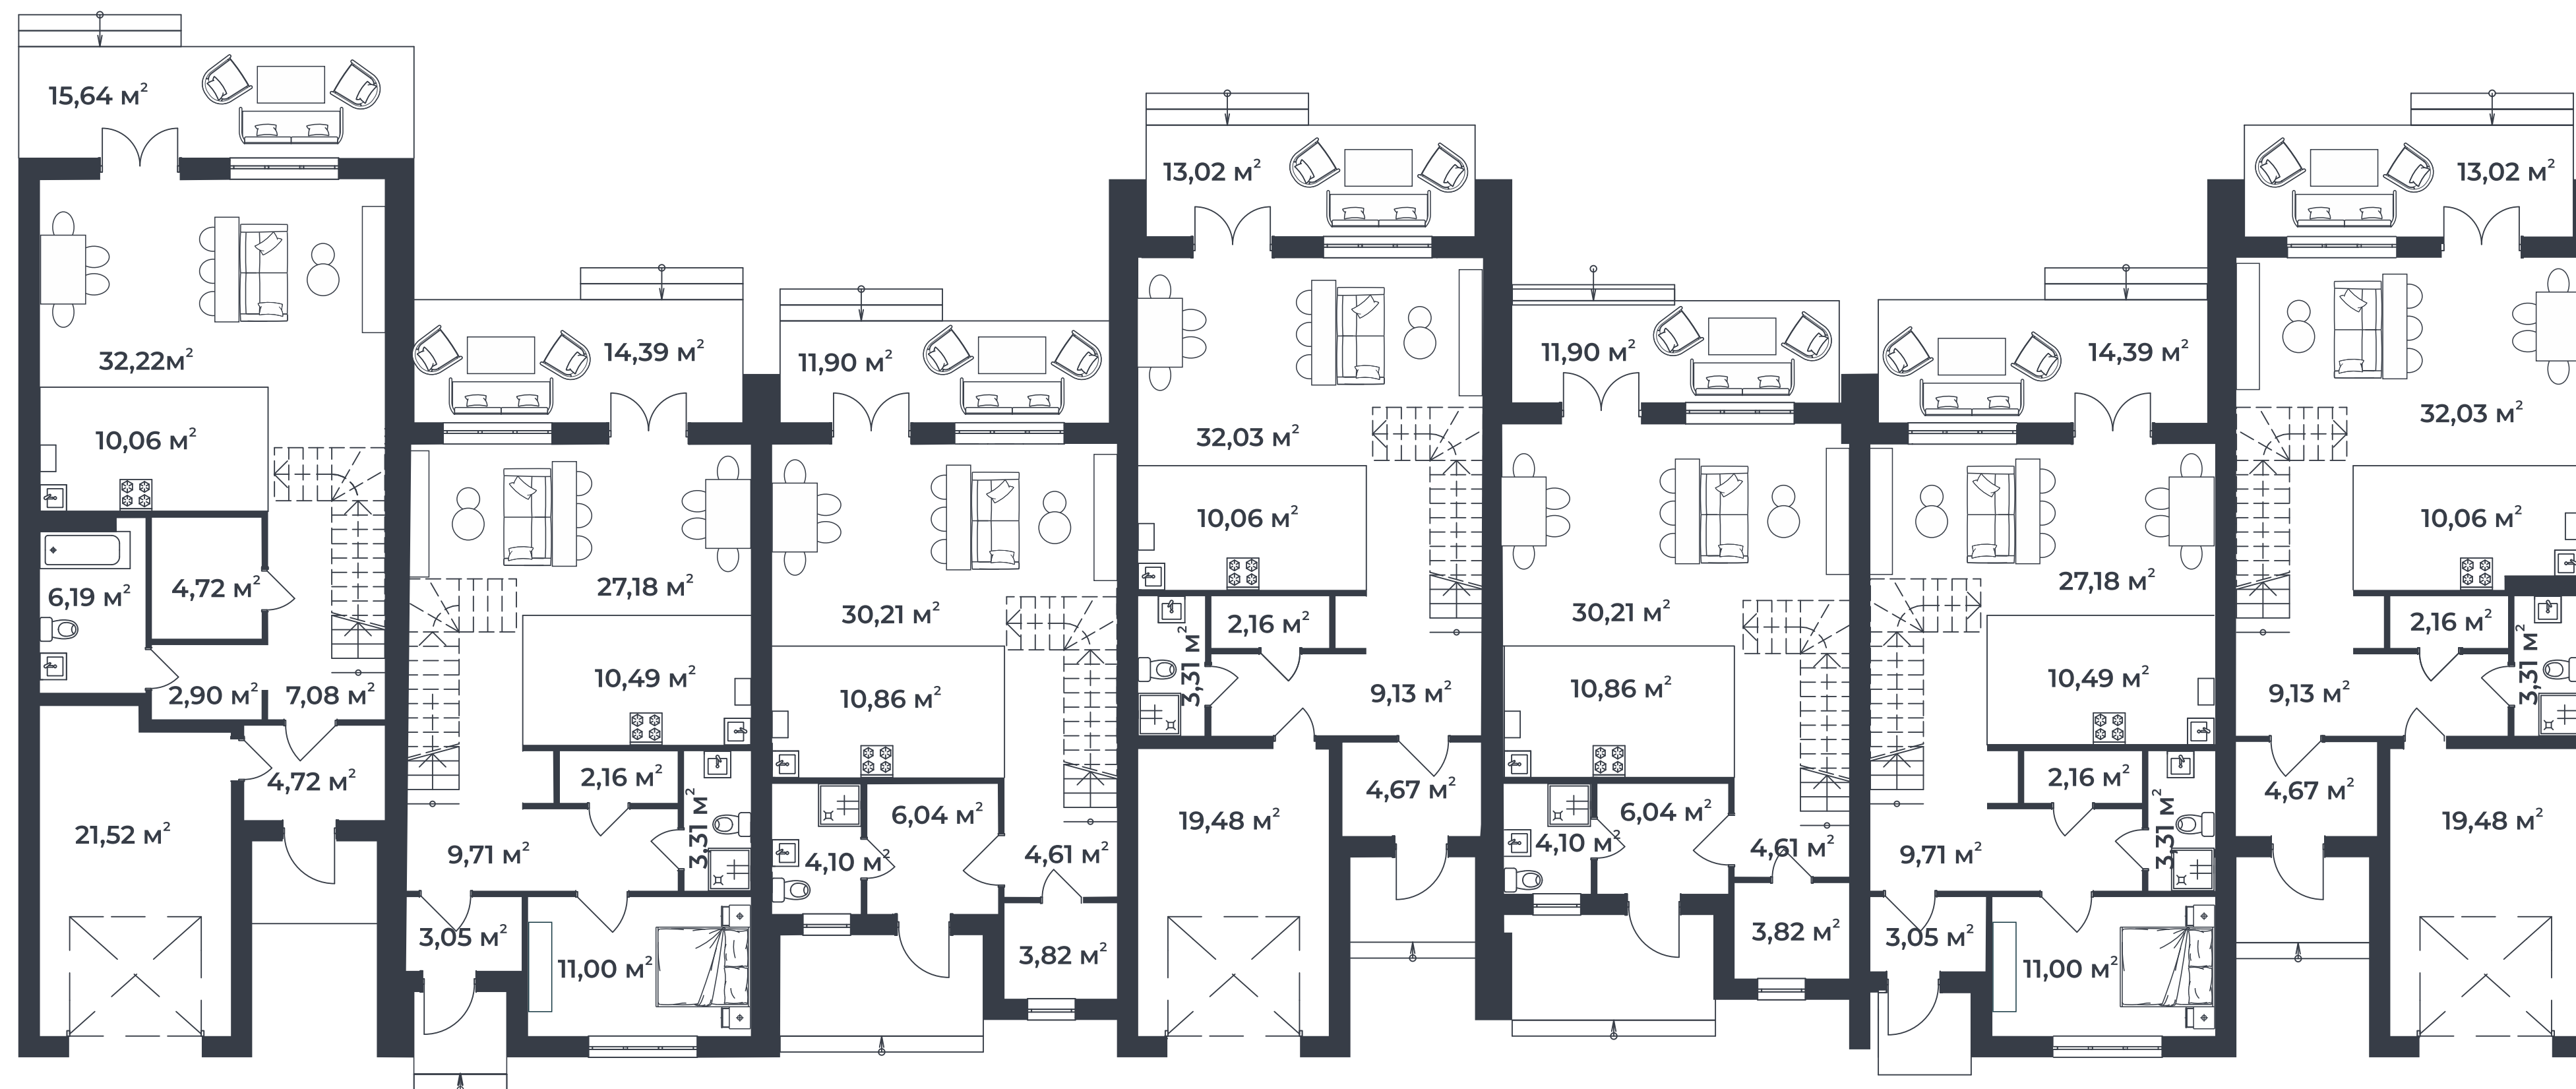 15,64 м²
32,22м²
10,06 м²
6,19 м²
4,72 м²
2,90 м²
7,08 м²
4,72 м²
21,52 м²
14,39 м²
27,18 м²
10,49 м²
2,16 м²
3,31 м²
9,71 м²
3,05 м²
11,00 м²
11,90 м²
30,21 м²
10,86 м²
6,04 м²
4,10 м²
4,61 м²
3,82 м²
13,02 м²
32,03 м²
10,06 м²
2,16 м²
3,31 м²
9,13 м²
4,67 м²
19,48 м²
11,90 м²
30,21 м²
10,86 м²
6,04 м²
4,10 м²
4,61 м²
3,82 м²
14,39 м²
27,18 м²
10,49 м²
2,16 м²
3,31 м²
9,71 м²
3,05 м²
11,00 м²
13,02 м²
32,03 м²
10,06 м²
2,16 м²
3,31 м²
9,13 м²
4,67 м²
19,48 м²